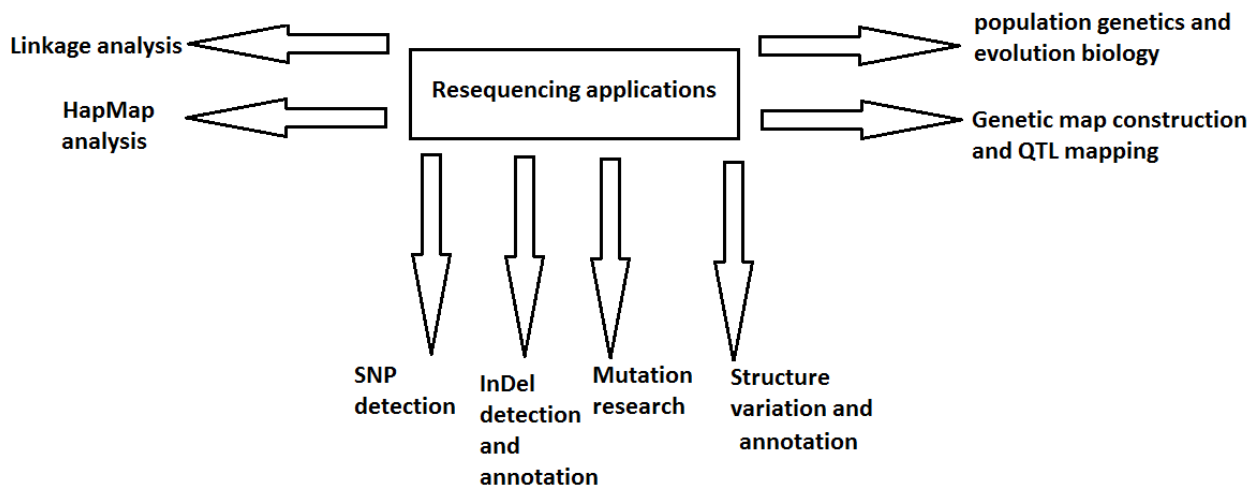 Linkage analysis
HapMap
analysis
Resequencing applications
population genetics and
evolution biology
Genetic map construction
and QTL mapping
SNP
detection
InDel
detection
and
annotation
Mutation
research
Structure
variation and
annotation